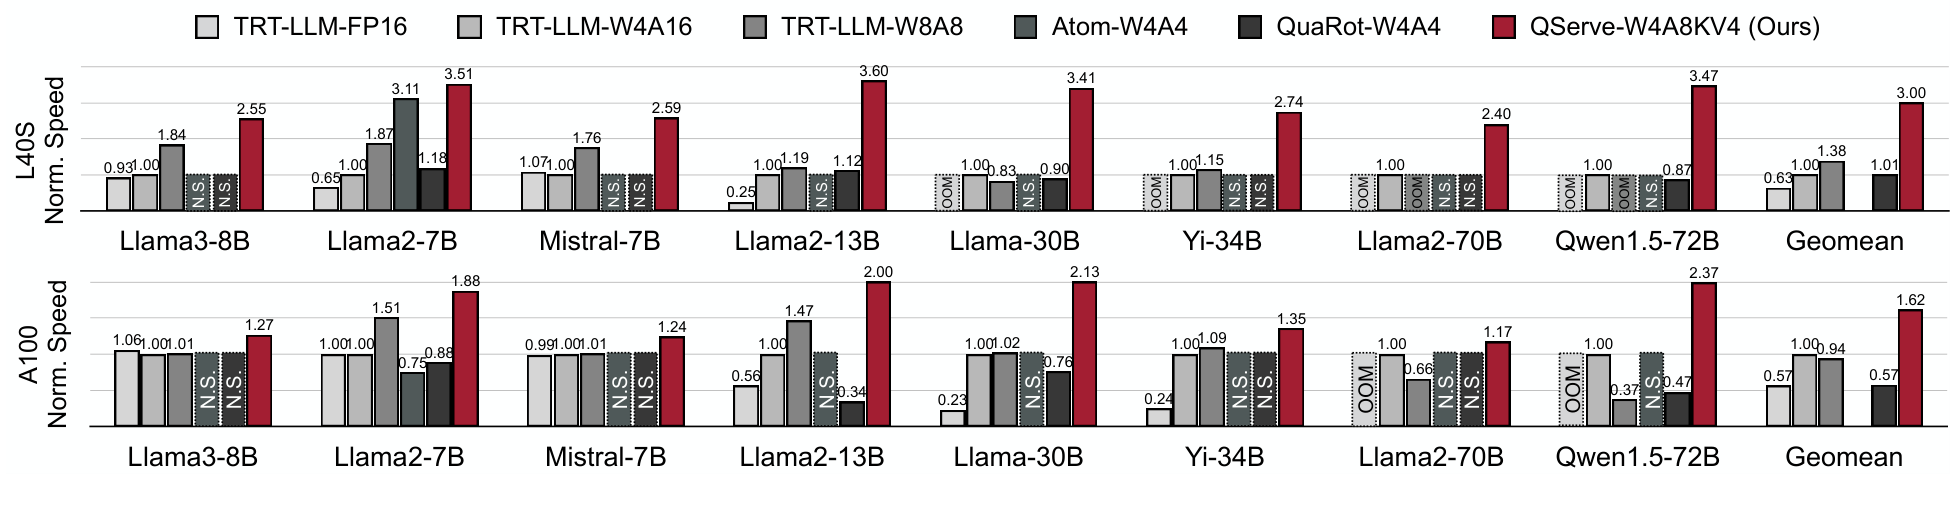 TRT-LLM-FP16 TRT-LLM-W4A16 TRT-LLM-W8A8 Atom-W4A4 QuaRot-W4A4 QServe-W4A8KV4 (Ours)
L40S
Norm. Speed
0.93 1.00 1.84 N.S. N.S. 2.55
0.65 1.00 1.87 3.11 1.18 3.51
1.07 1.00 1.76 N.S. N.S. 2.59
0.25 1.00 1.19 N.S. 1.12 3.60
OOM 1.00 0.83 N.S. 0.90 3.41
OOM 1.00 1.15 N.S. N.S. 2.74
OOM 1.00 OOM N.S. N.S. 2.40
OOM 1.00 OOM N.S. 0.87 3.47
0.63 1.00 1.38 1.01 3.00
Llama3-8B Llama2-7B Mistral-7B Llama2-13B Llama-30B Yi-34B Llama2-70B Qwen1.5-72B Geomean
A100
Norm. Speed
1.06 1.00 1.01 N.S. N.S. 1.27
1.00 1.00 1.51 0.75 0.88 1.88
0.99 1.00 1.01 N.S. N.S. 1.24
0.56 1.00 1.47 N.S. 0.34 2.00
0.23 1.00 1.02 N.S. 0.76 2.13
0.24 1.00 1.09 N.S. N.S. 1.35
OOM 1.00 0.66 N.S. N.S. 1.17
OOM 1.00 0.37 N.S. 0.47 2.37
0.57 1.00 0.94 0.57 1.62
Llama3-8B Llama2-7B Mistral-7B Llama2-13B Llama-30B Yi-34B Llama2-70B Qwen1.5-72B Geomean